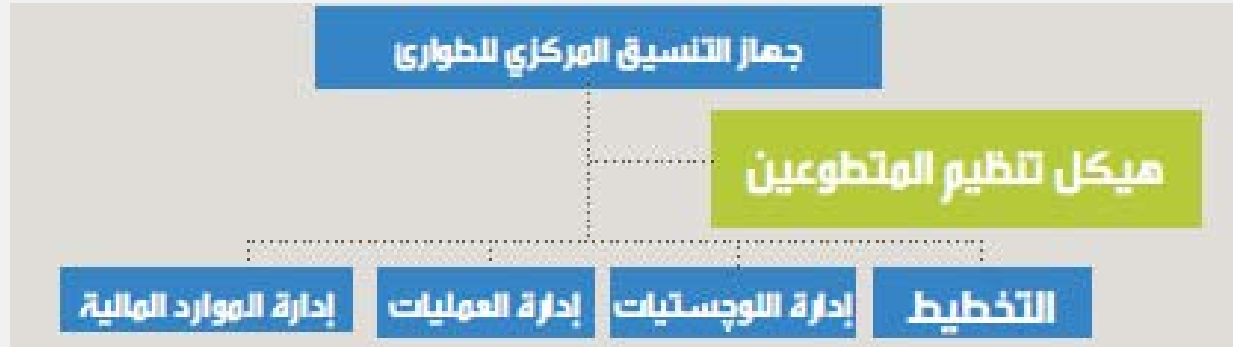 جهاز التنسيق المركزي للطوارئ
هيكل تنظيم المتطوعين
التخطيط
إدارة اللوجستيات
إدارة العمليات
إدارة الموارد المالية